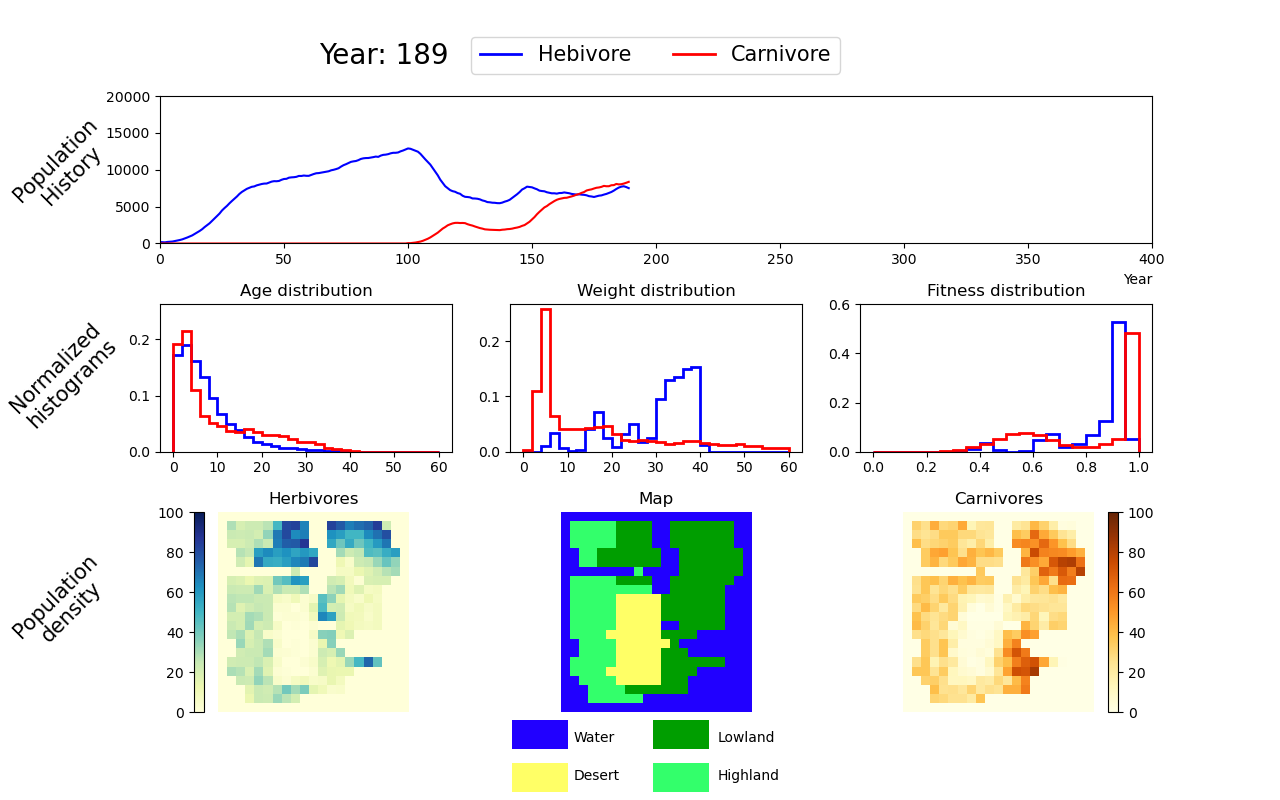 Year: 189
Hebivore
Carnivore
Population
History
20000
15000
10000
5000
0
0 50 100 150 200 250 300 350 400
Year
Normalized
histograms
Age distribution
0.2
0.1
0.0
0 10 20 30 40 50 60
Weight distribution
0.2
0.1
0.0
0 10 20 30 40 50 60
Fitness distribution
0.6
0.4
0.2
0.0
0.0 0.2 0.4 0.6 0.8 1.0
Population
density
Herbivores
100
80
60
40
20
0
Map
Carnivores
100
80
60
40
20
0
Water
Lowland
Desert
Highland